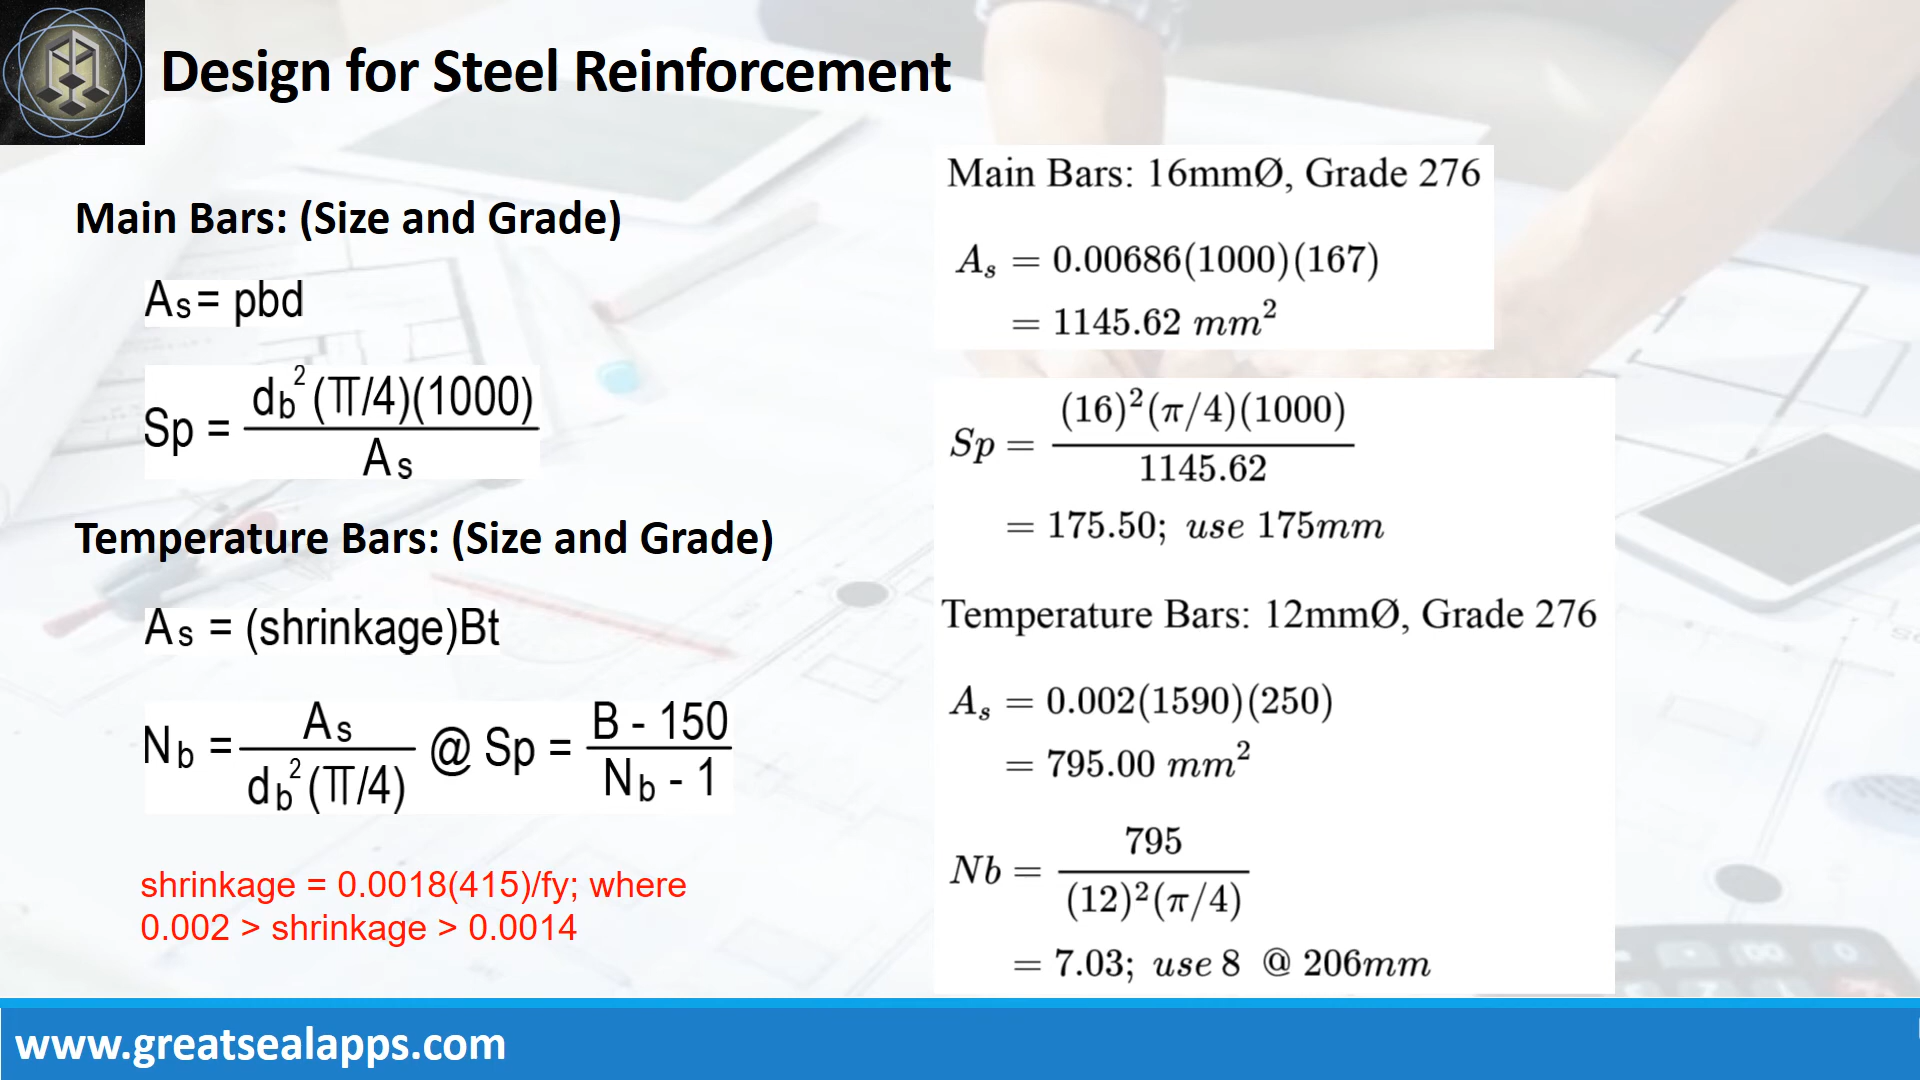 Design for Steel Reinforcement
Main Bars: (Size and Grade)
As = pbd
Sp = db²(π/4)(1000) / As
Temperature Bars: (Size and Grade)
As = (shrinkage)Bt
Nb = As / db²(π/4) @ Sp = B - 150 / Nb - 1
shrinkage = 0.0018(415)/fy; where
0.002 > shrinkage > 0.0014
Main Bars: 16mmØ, Grade 276
As = 0.00686(1000)(167)
= 1145.62 mm²
Sp = (16)²(π/4)(1000) / 1145.62
= 175.50; use 175mm
Temperature Bars: 12mmØ, Grade 276
As = 0.002(1590)(250)
= 795.00 mm²
Nb = 795 / (12)²(π/4)
= 7.03; use 8 @ 206mm
www.greatsealapps.com